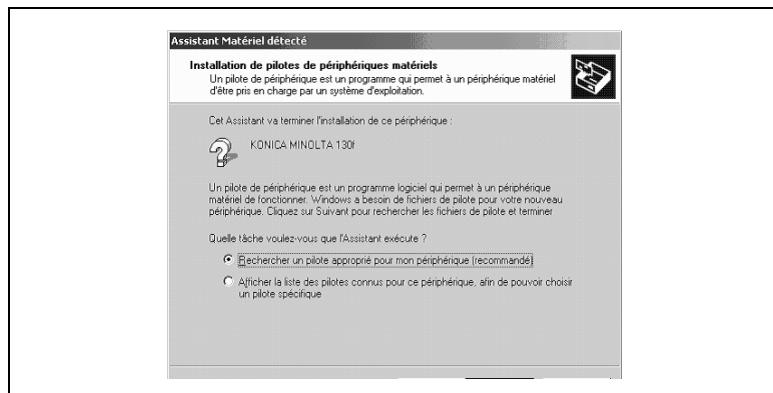 Assistant Matériel détecté
Installation de pilotes de périphériques matériels
Un pilote de périphérique est un programme qui permet à un périphérique matériel
d'être pris en charge par un système d'exploitation.
Cet Assistant va terminer l'installation de ce périphérique :
KONICA MINOLTA 130f
Un pilote de périphérique est un programme logiciel qui permet à un périphérique
matériel de fonctionner. Windows a besoin de fichiers de pilote pour votre nouveau
périphérique. Cliquez sur Suivant pour rechercher les fichiers de pilote et terminer
Quelle tâche voulez-vous que l'Assistant exécute ?
Rechercher un pilote approprié pour mon périphérique (recommandé)
Afficher la liste des pilotes connus pour ce périphérique, afin de pouvoir choisir
un pilote spécifique